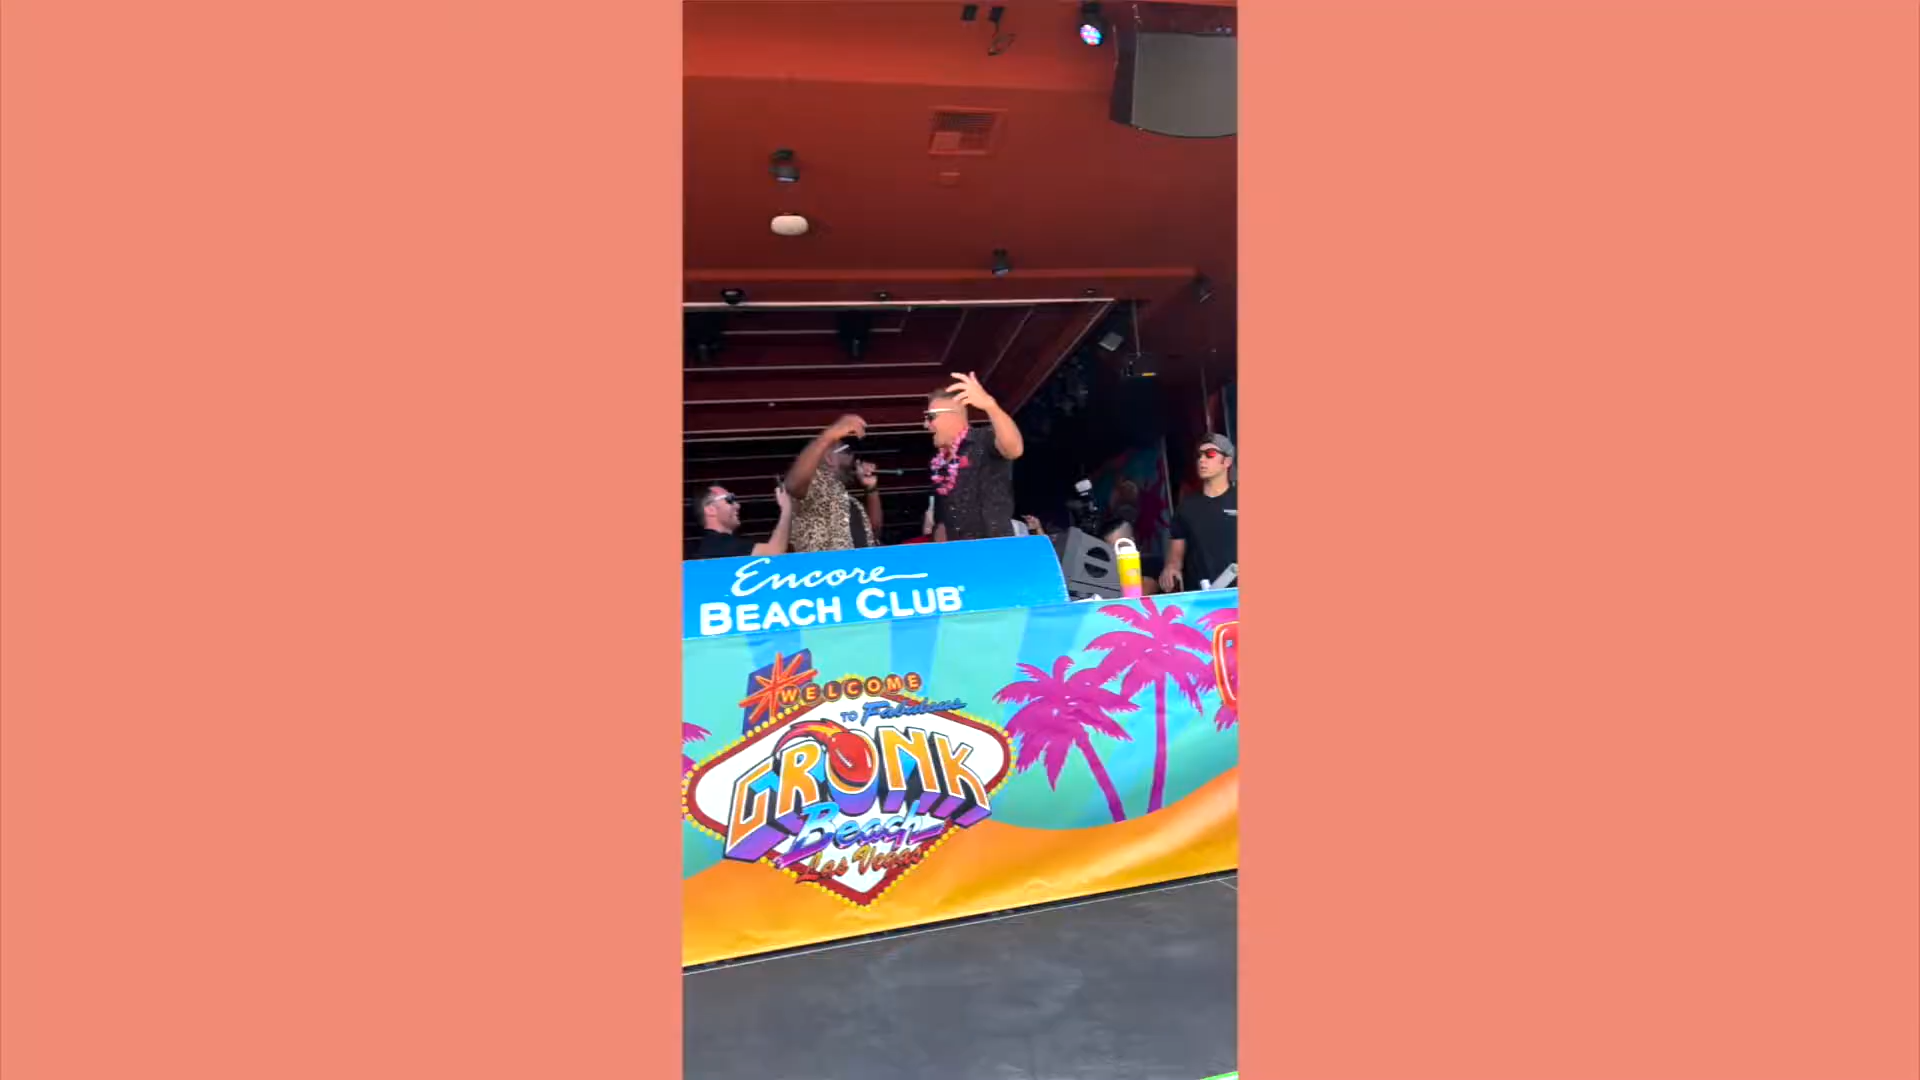 Encore
BEACH CLUB
WELCOME
TO Fabulous
GRONK
Beach
Las Vegas